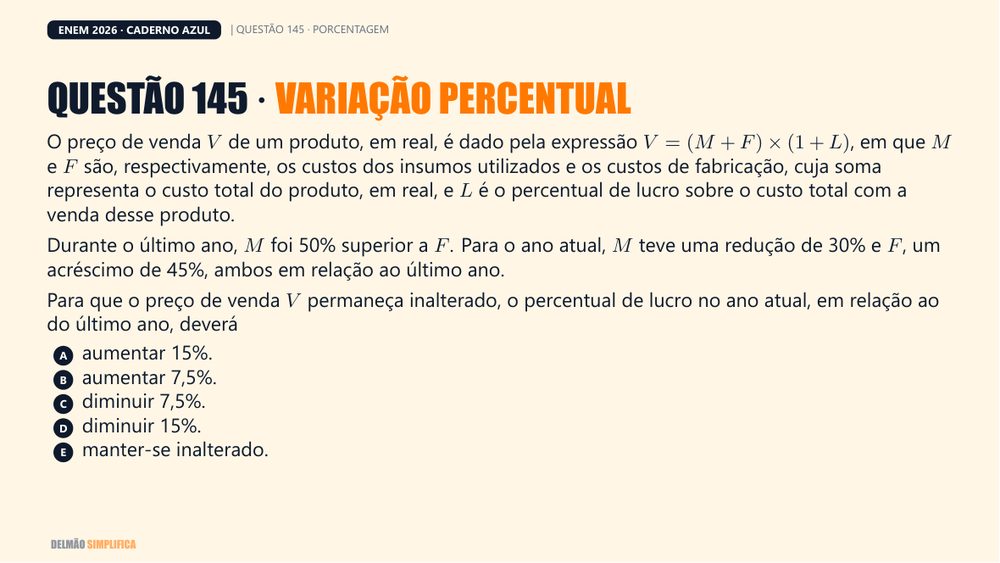 ENEM 2026 · CADERNO AZUL | QUESTÃO 145 · PORCENTAGEM
QUESTÃO 145 · VARIAÇÃO PERCENTUAL
O preço de venda V de um produto, em real, é dado pela expressão V = (M + F) × (1 + L), em que M
e F são, respectivamente, os custos dos insumos utilizados e os custos de fabricação, cuja soma
representa o custo total do produto, em real, e L é o percentual de lucro sobre o custo total com a
venda desse produto.
Durante o último ano, M foi 50% superior a F. Para o ano atual, M teve uma redução de 30% e F, um
acréscimo de 45%, ambos em relação ao último ano.
Para que o preço de venda V permaneça inalterado, o percentual de lucro no ano atual, em relação ao
do último ano, deverá
A aumentar 15%.
B aumentar 7,5%.
C diminuir 7,5%.
D diminuir 15%.
E manter-se inalterado.
DELMÃO SIMPLIFICA